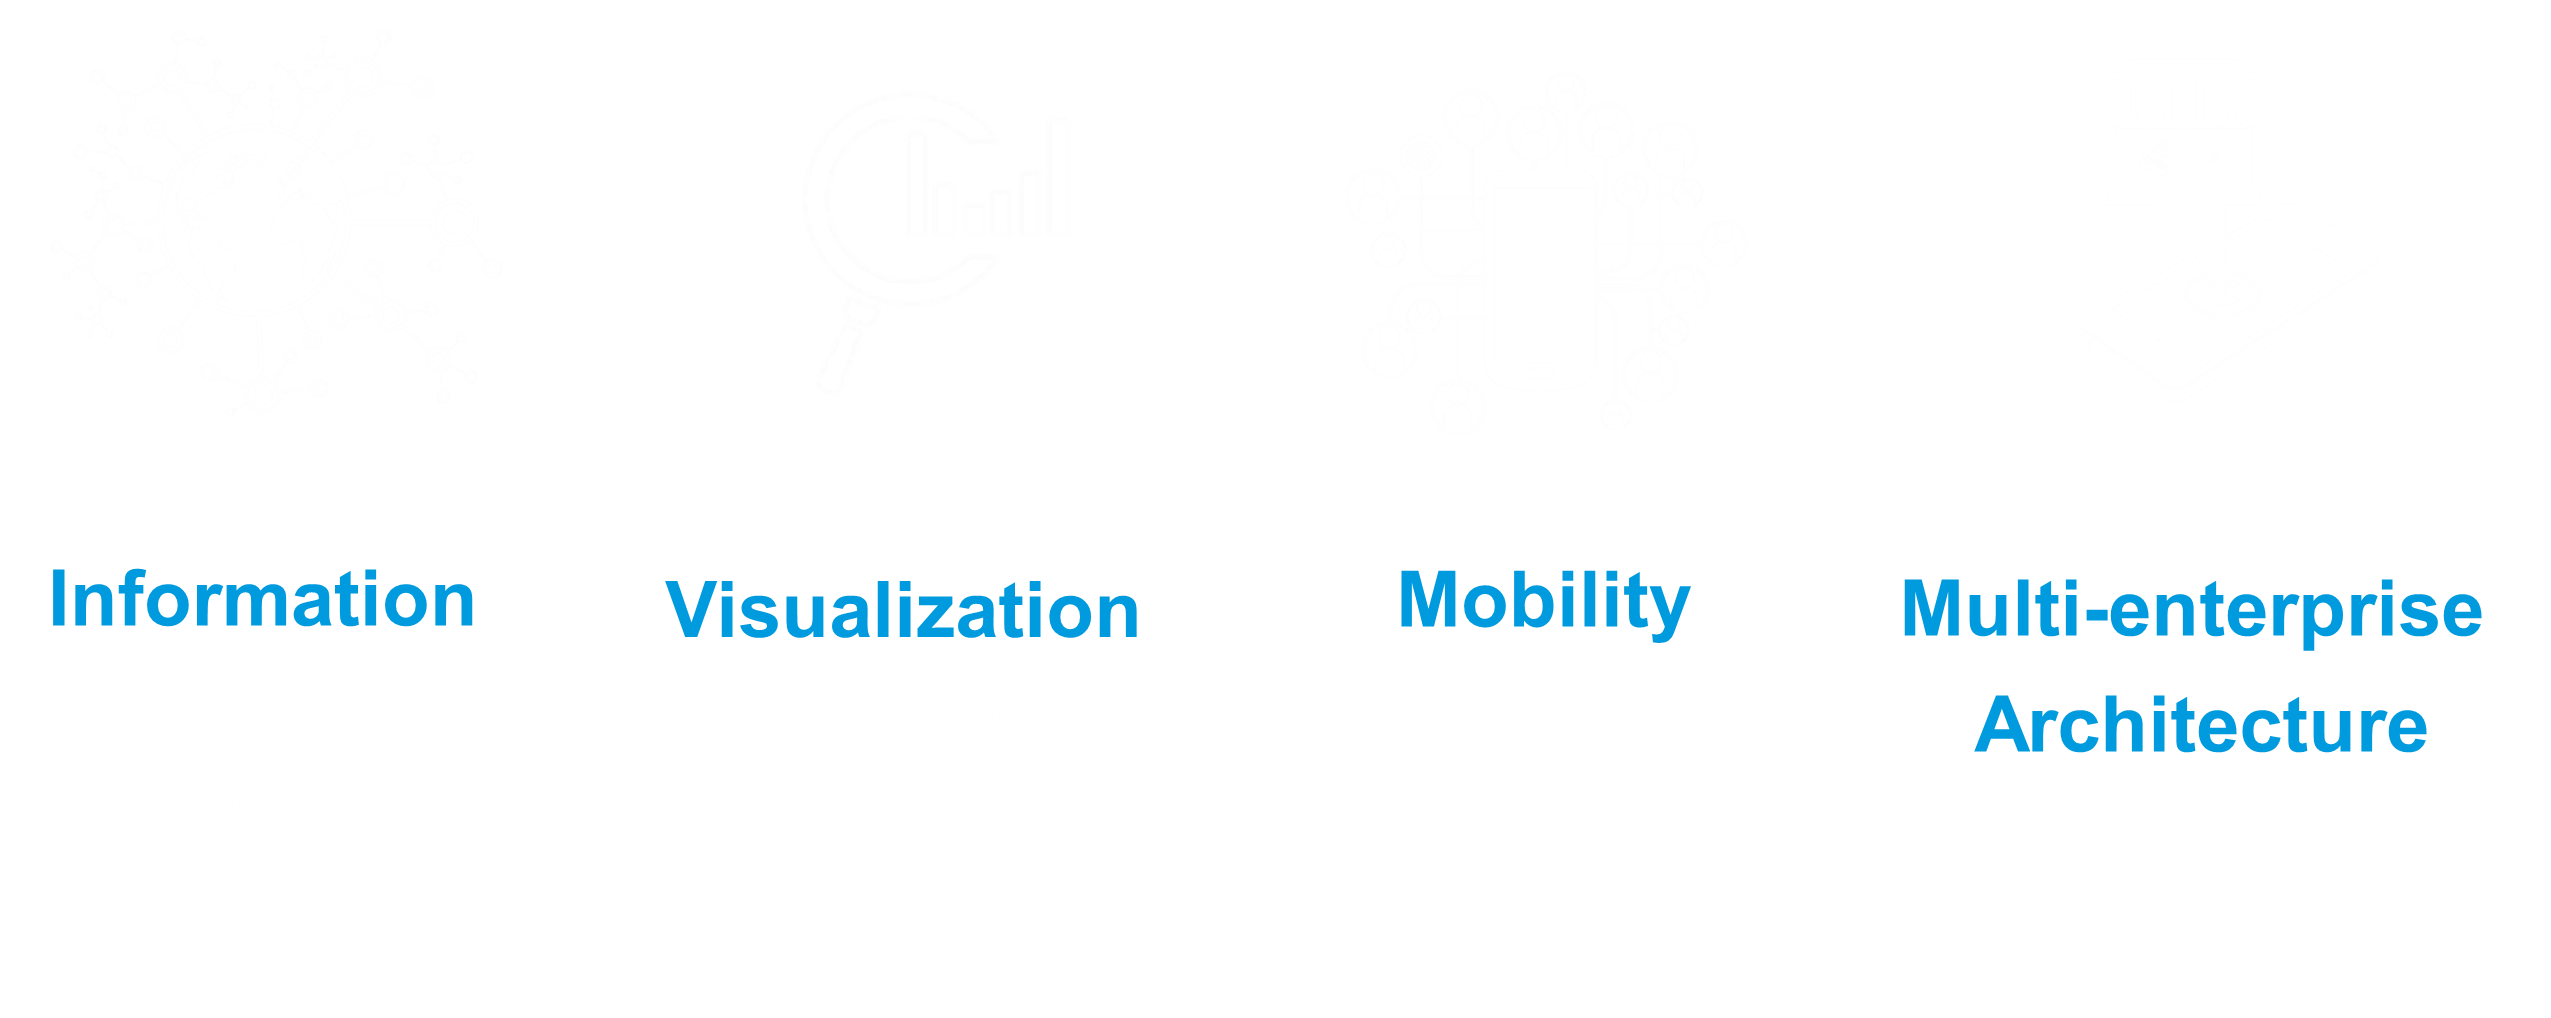 Information
Visualization
Mobility
Multi-enterprise
Architecture